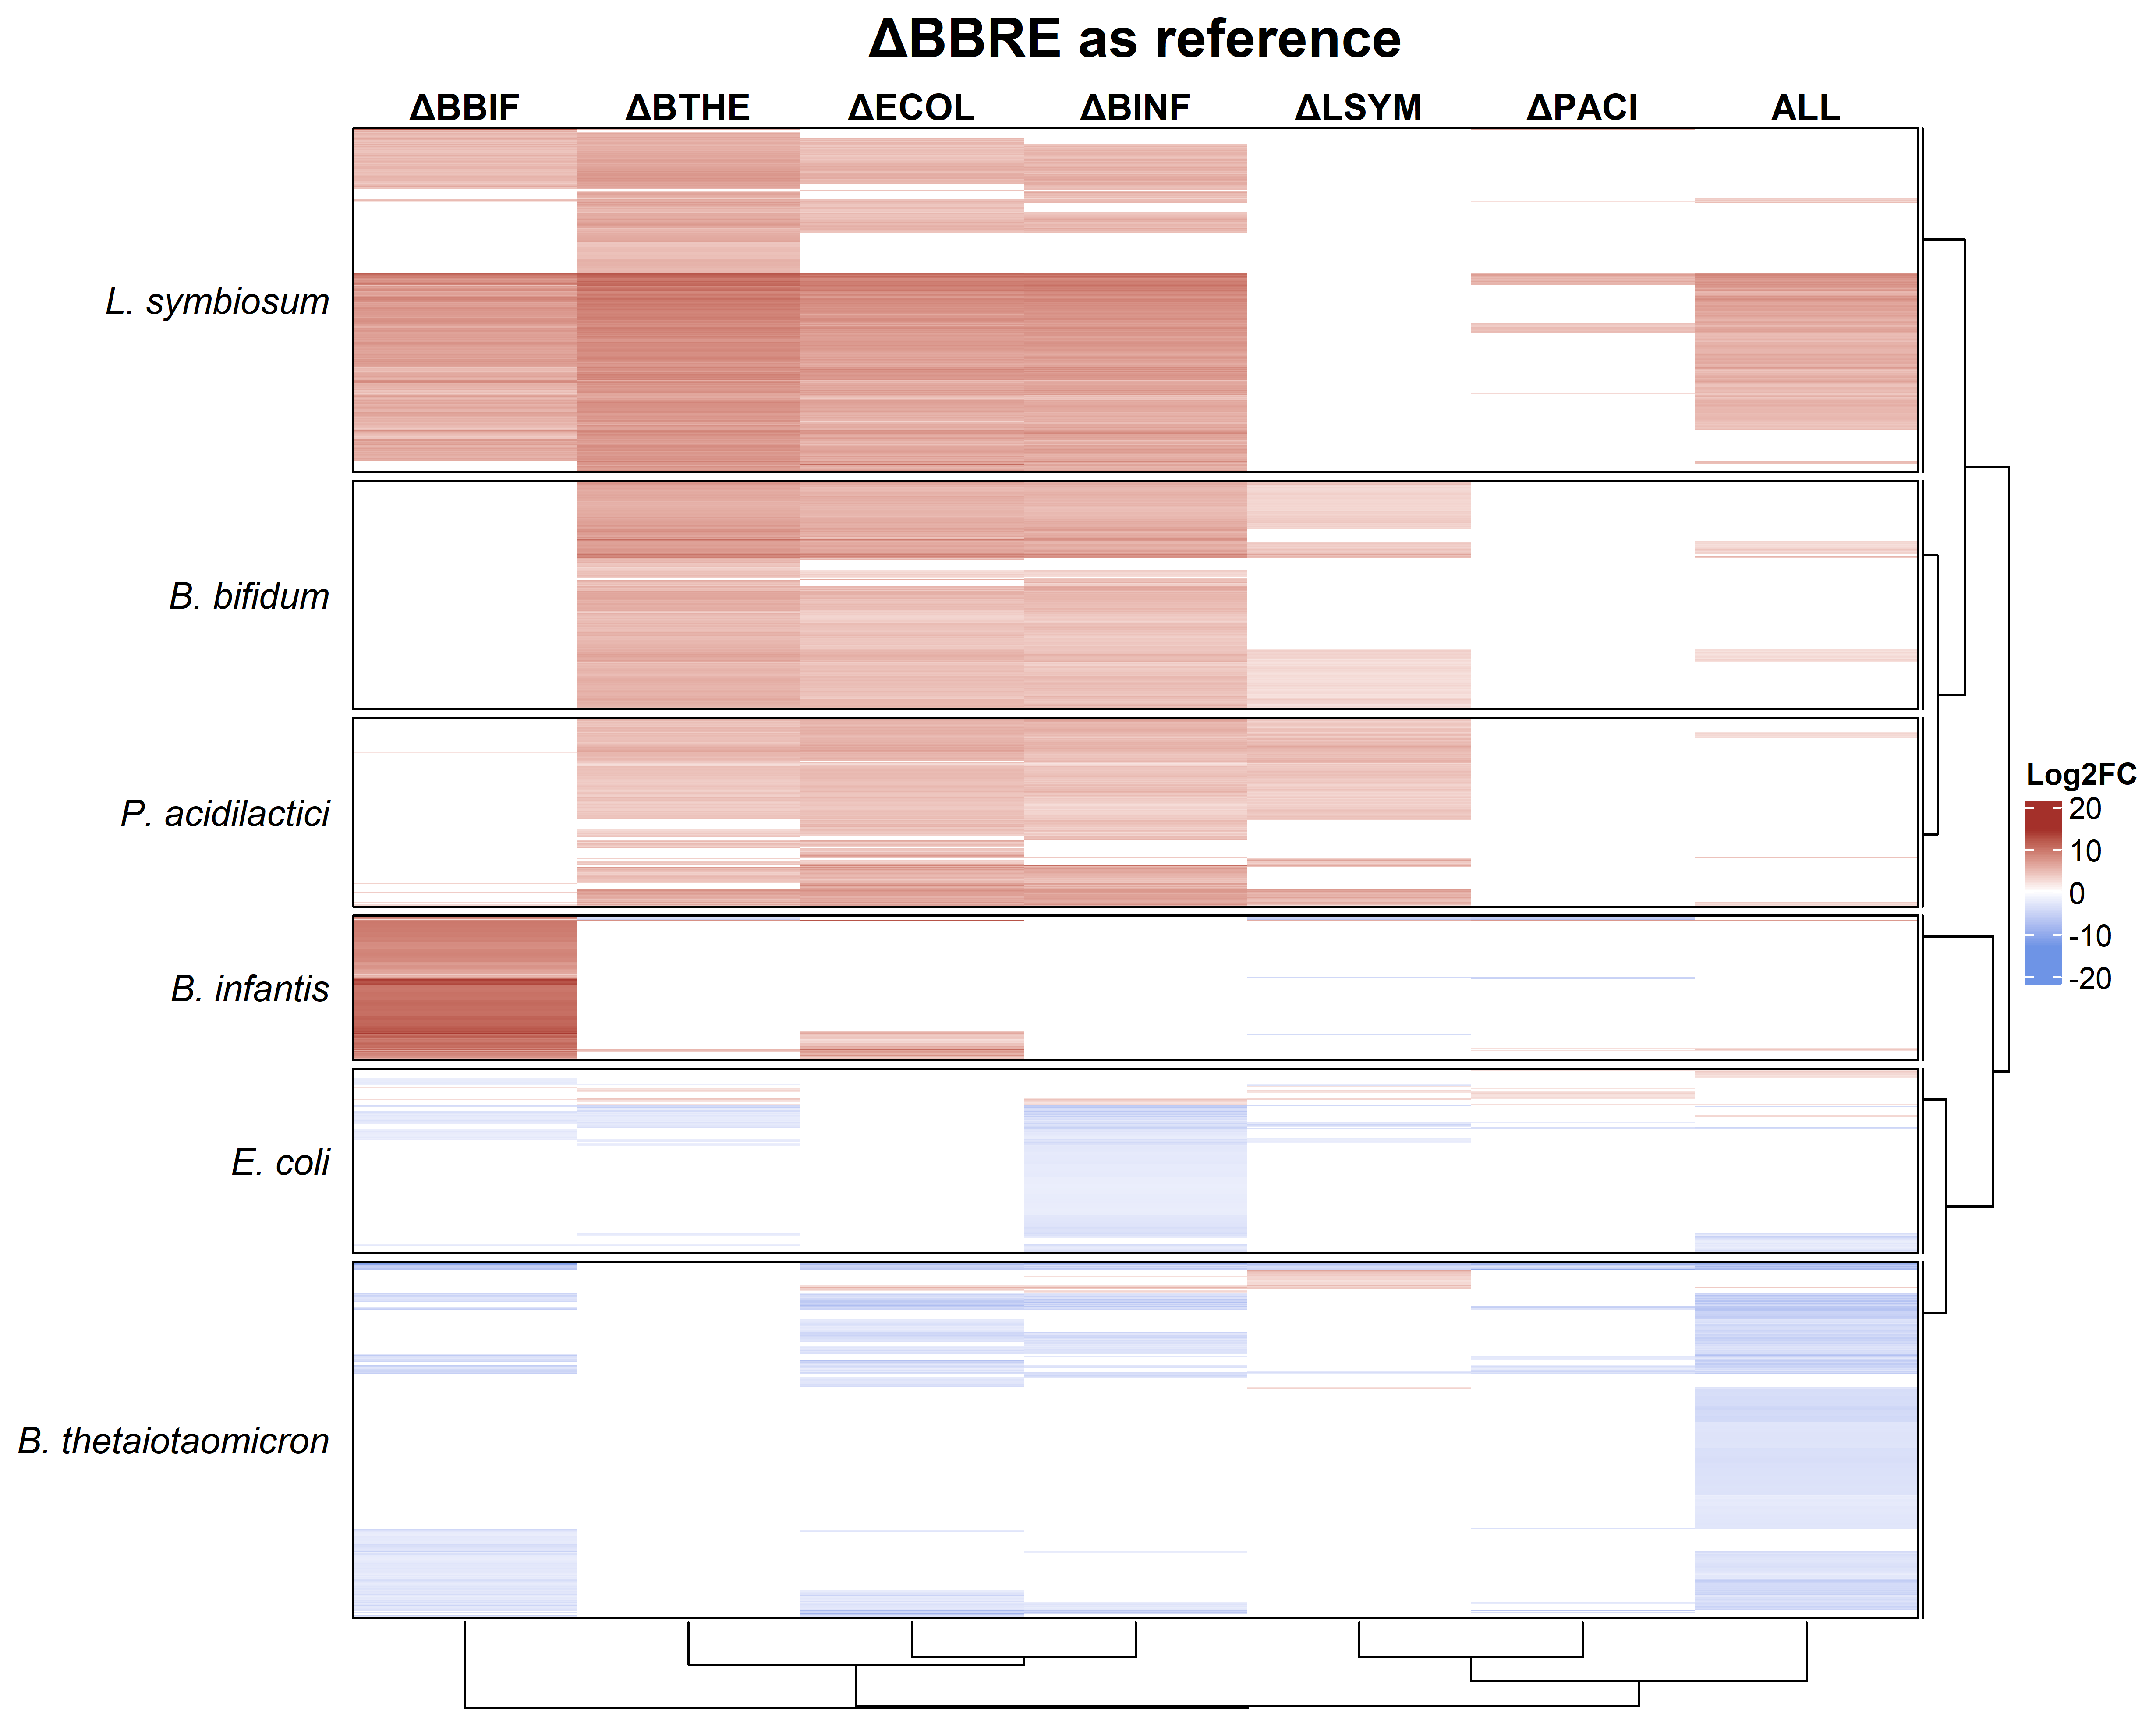 ΔBBRE as reference
ΔBBIF ΔBTHE ΔECOL ΔBINF ΔLSYM ΔPACI ALL
L. symbiosum
B. bifidum
P. acidilactici
B. infantis
E. coli
B. thetaiotaomicron
Log2FC
20
10
0
-10
-20